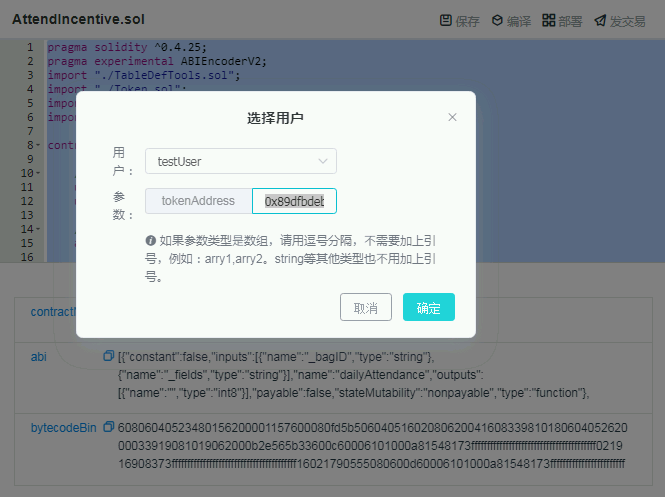 AttendIncentive.sol
保存 编译 部署 发交易
1 pragma solidity ^0.4.25;
2 pragma experimental ABIEncoderV2;
3 import "./TableDefTools.sol";
4 import "./Token.sol";
5 impo
6 impo
7
8 contr
9
10
11
12
13
14
15
16
选择用户
用户： testUser
参数： tokenAddress 0x89dfbdeb
如果参数类型是数组，请用逗号分隔，不需要加上引
号，例如：arry1,arry2。string等其他类型也不用加上引
号。
取消 确定
contract
abi [{"constant":false,"inputs":[{"name":"_bagID","type":"string"},
{"name":"_fields","type":"string"}],"name":"dailyAttendance","outputs":
[{"name":"","type":"int8"}],"payable":false,"stateMutability":"nonpayable","type":"function"},
bytecodeBin